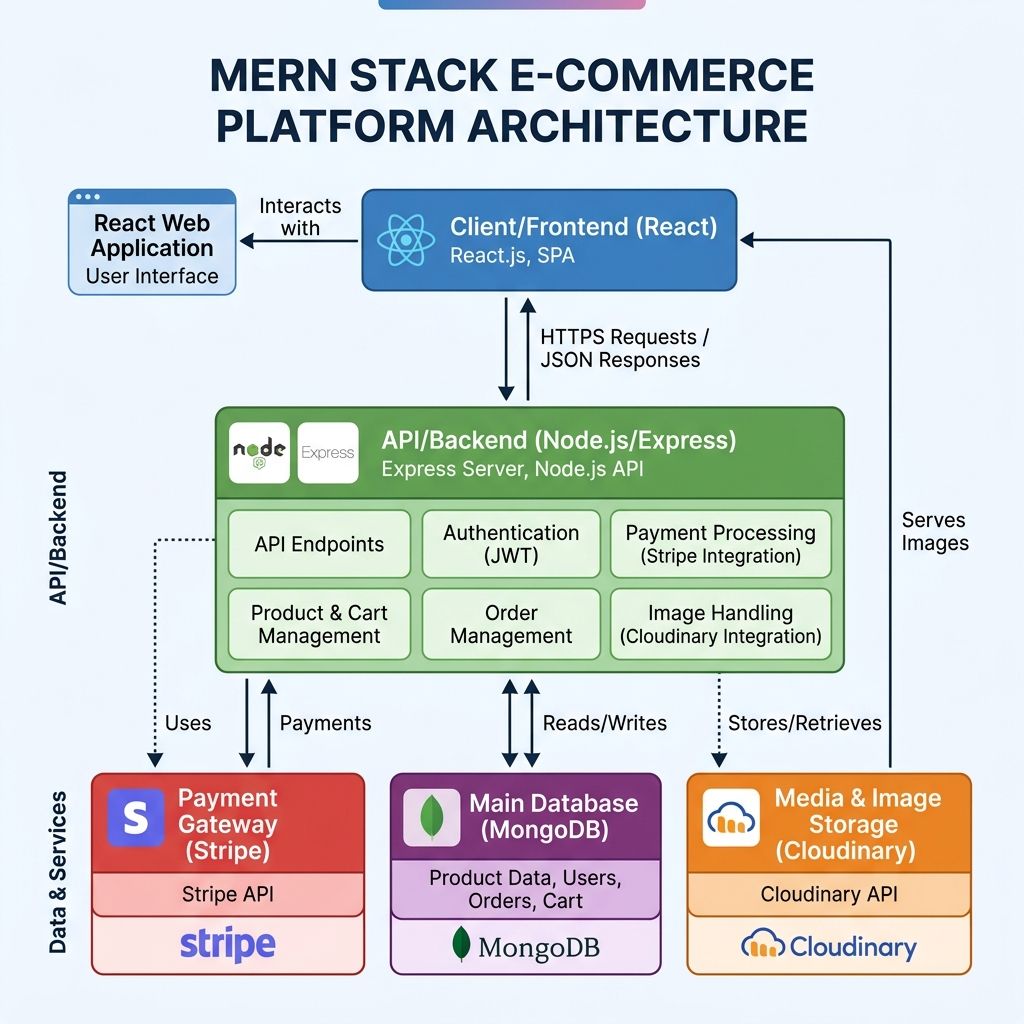 MERN STACK E-COMMERCE
PLATFORM ARCHITECTURE
React Web
Application
User Interface
Interacts
with
Client/Frontend (React)
React.js, SPA
HTTPS Requests /
JSON Responses
API/Backend
node
Express
API/Backend (Node.js/Express)
Express Server, Node.js API
API Endpoints
Authentication
(JWT)
Payment Processing
(Stripe Integration)
Product & Cart
Management
Order
Management
Image Handling
(Cloudinary Integration)
Serves
Images
Uses
Payments
Reads/Writes
Stores/Retrieves
Data & Services
S
Payment
Gateway
(Stripe)
Stripe API
stripe
Main Database
(MongoDB)
Product Data, Users,
Orders, Cart
MongoDB
Media & Image
Storage
(Cloudinary)
Cloudinary API
Cloudinary